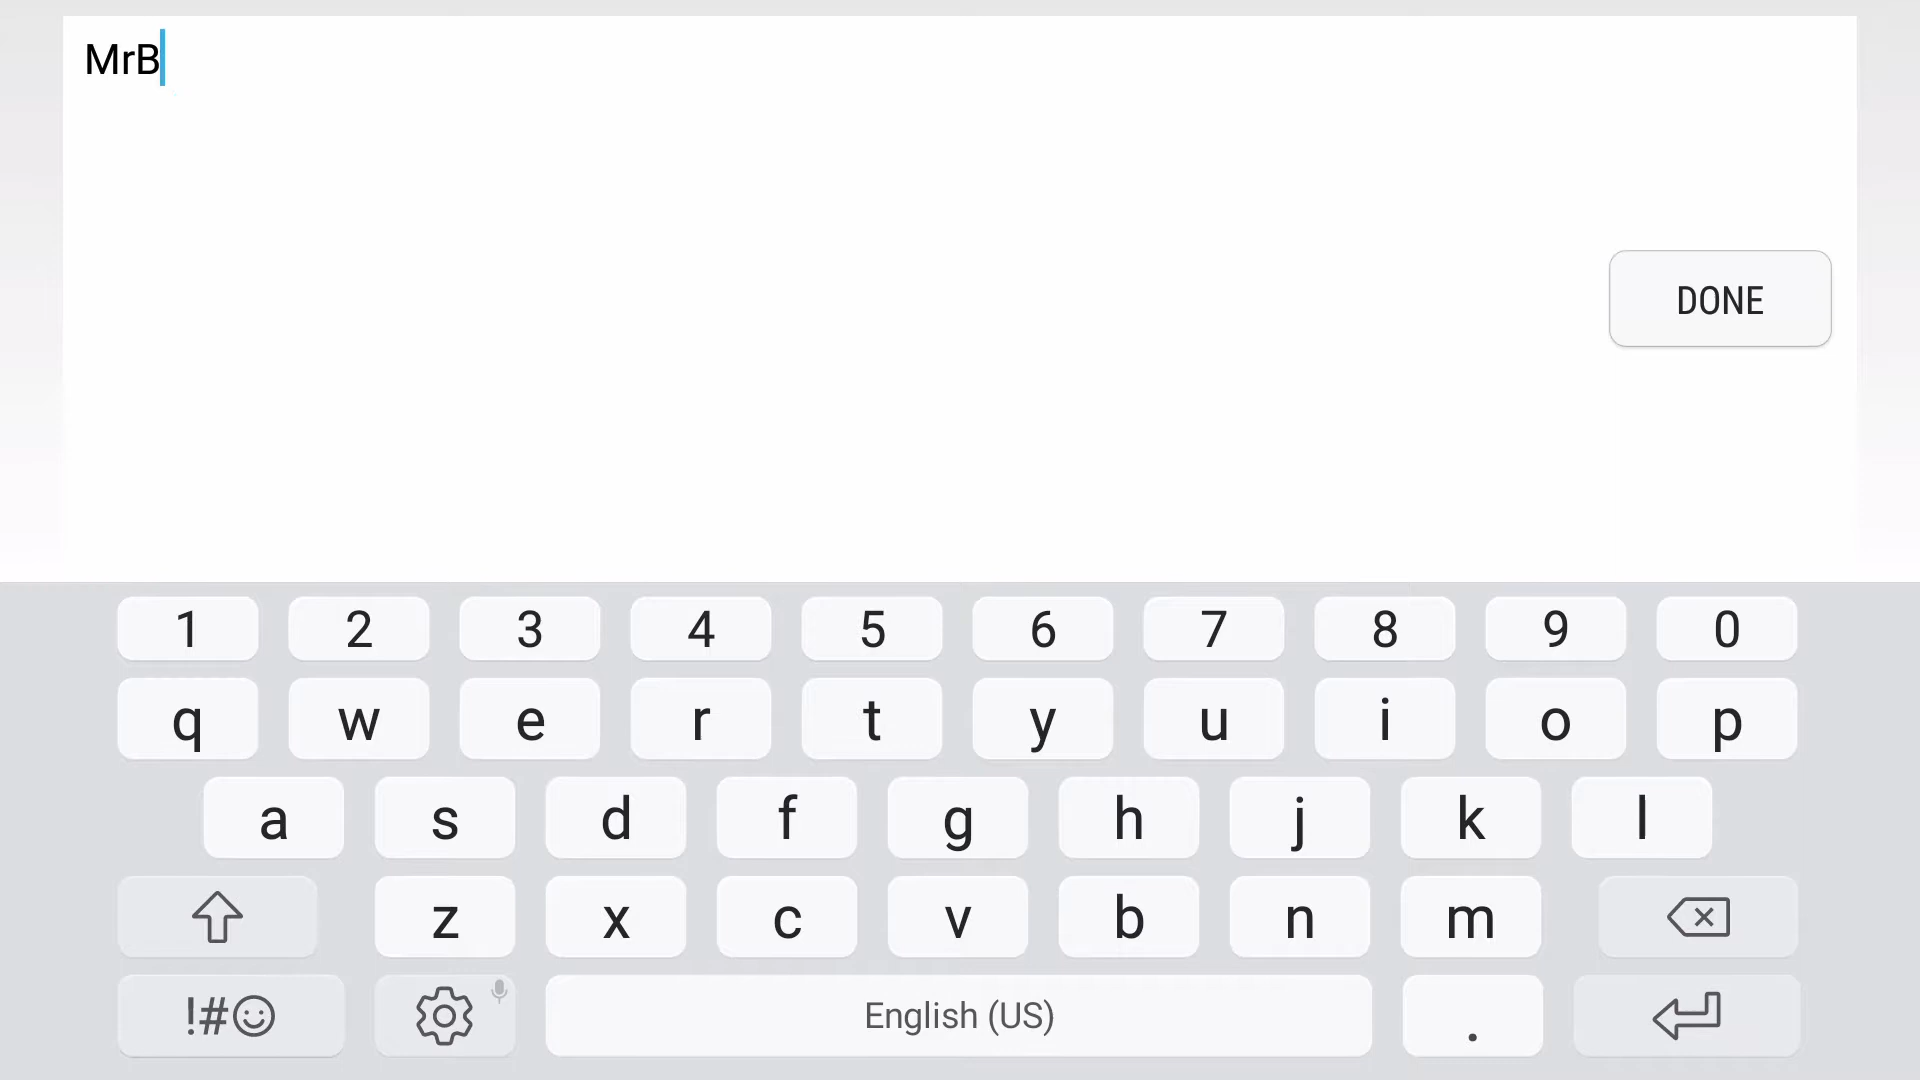 MrB
DONE
1 2 3 4 5 6 7 8 9 0
q w e r t y u i o p
a s d f g h j k l
z x c v b n m
!#☺ English (US) .